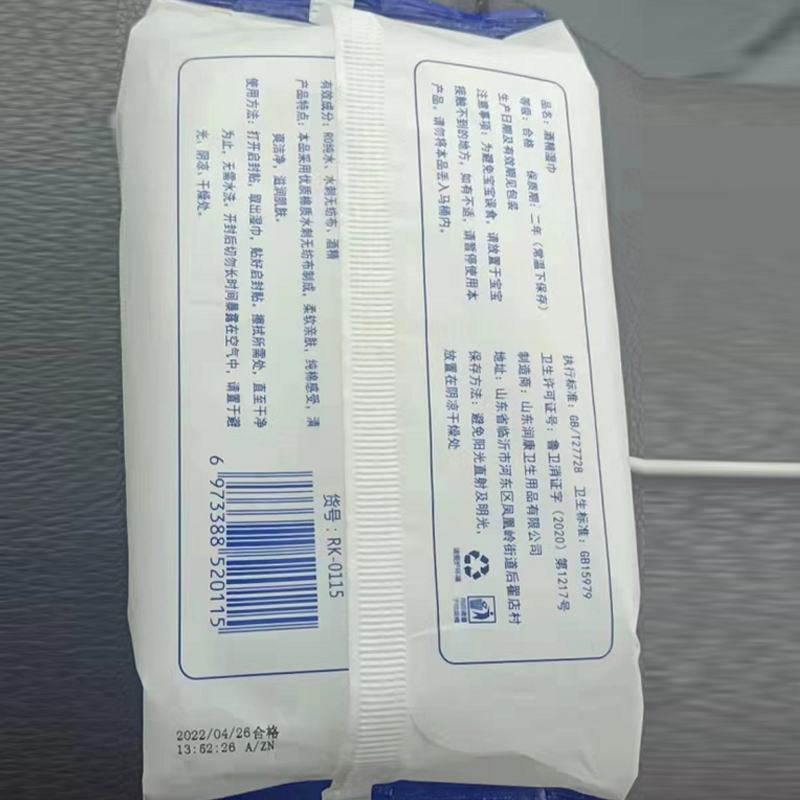 品名：酒精湿巾
等级：合格 保质期：二年（常温下保存）
生产日期及有效期见包装
注意事项：为避免宝宝误食，请放置于宝宝
接触不到的地方，如有不适，请暂停使用本
产品，请勿将本品丢入马桶内。
执行标准：GB/T27728 卫生标准：GB15979
卫生许可证号：鲁卫消证字（2020）第1217号
制造商：山东润康卫生用品有限公司
地址：山东省临沂市河东区凤凰岭街道后翟店村
保存方法：避免阳光直射及明光，
放置在阴凉干燥处
有效成分：RO纯水、水刺无纺布、酒精
产品特点：本品采用优质棉质水刺无纺布制成，柔软亲肤，纯棉感受，清
爽洁净，滋润肌肤。
使用方法：打开启封贴，取出湿巾，贴好启封贴。擦拭所需处，直至干净
为止，无需水洗。开封后切勿长时间暴露在空气中，请置于避
光、阴凉、干燥处。
货号：RK-0115
6 973388 520115
2022/04/26合格
13:52:26 A/ZN